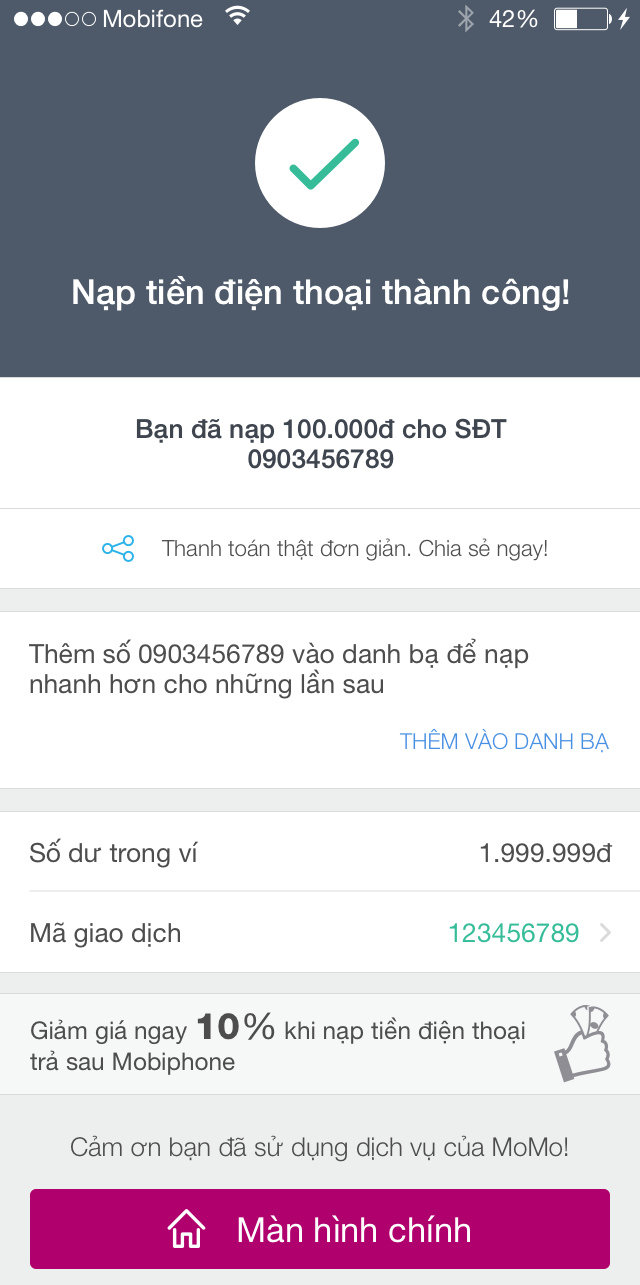 Mobifone 42%
Nạp tiền điện thoại thành công!
Bạn đã nạp 100.000đ cho SĐT
0903456789
Thanh toán thật đơn giản. Chia sẻ ngay!
Thêm số 0903456789 vào danh bạ để nạp
nhanh hơn cho những lần sau
THÊM VÀO DANH BẠ
Số dư trong ví 1.999.999đ
Mã giao dịch 123456789
Giảm giá ngay 10% khi nạp tiền điện thoại
trả sau Mobiphone
Cảm ơn bạn đã sử dụng dịch vụ của MoMo!
Màn hình chính